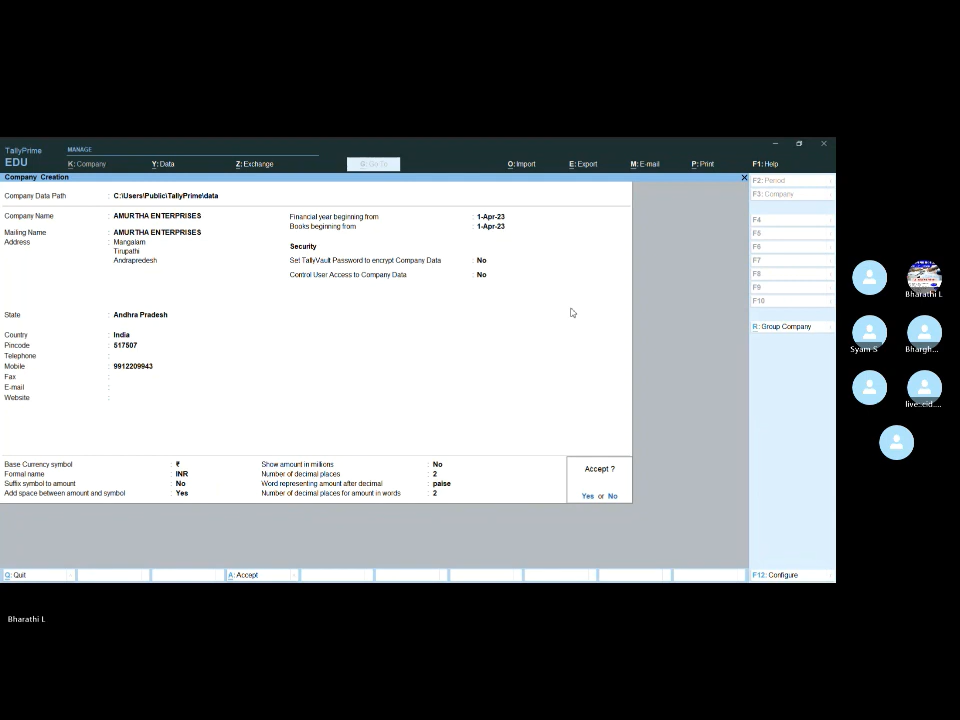 TallyPrime
EDU
MANAGE
K: Company
Y: Data
Z: Exchange
G: Go To
O: Import
E: Export
M: E-mail
P: Print
F1: Help
Company Creation
Company Data Path : C:\Users\Public\TallyPrime\data
Company Name : AMURTHA ENTERPRISES
Mailing Name : AMURTHA ENTERPRISES
Address : Mangalam
Tirupathi
Andrapredesh
State : Andhra Pradesh
Country : India
Pincode : 517507
Telephone :
Mobile : 9912209943
Fax :
E-mail :
Website :
Financial year beginning from : 1-Apr-23
Books beginning from : 1-Apr-23
Security
Set TallyVault Password to encrypt Company Data : No
Control User Access to Company Data : No
Base Currency symbol : ₹
Formal name : INR
Suffix symbol to amount : No
Add space between amount and symbol : Yes
Show amount in millions : No
Number of decimal places : 2
Word representing amount after decimal : paise
Number of decimal places for amount in words : 2
Accept ?
Yes or No
F2: Period
F3: Company
F4
F5
F6
F7
F8
F9
F10
R: Group Company
Q: Quit
A: Accept
F12: Configure
Bharathi L
Syam S
Bhargh...
live:.cid....
Bharathi L